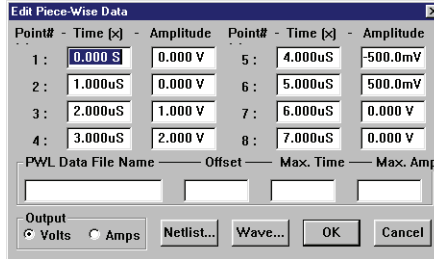 Edit Piece-Wise Data
Point# - Time (x) - Amplitude Point# - Time (x) - Amplitude
1 : 0.000 S 0.000 V 5 : 4.000uS -500.0mV
2 : 1.000uS 0.000 V 6 : 5.000uS 500.0mV
3 : 2.000uS 1.000 V 7 : 6.000uS 0.000 V
4 : 3.000uS 2.000 V 8 : 7.000uS 0.000 V
PWL Data File Name Offset Max. Time Max. Amp
Output
Volts Amps Netlist... Wave... OK Cancel